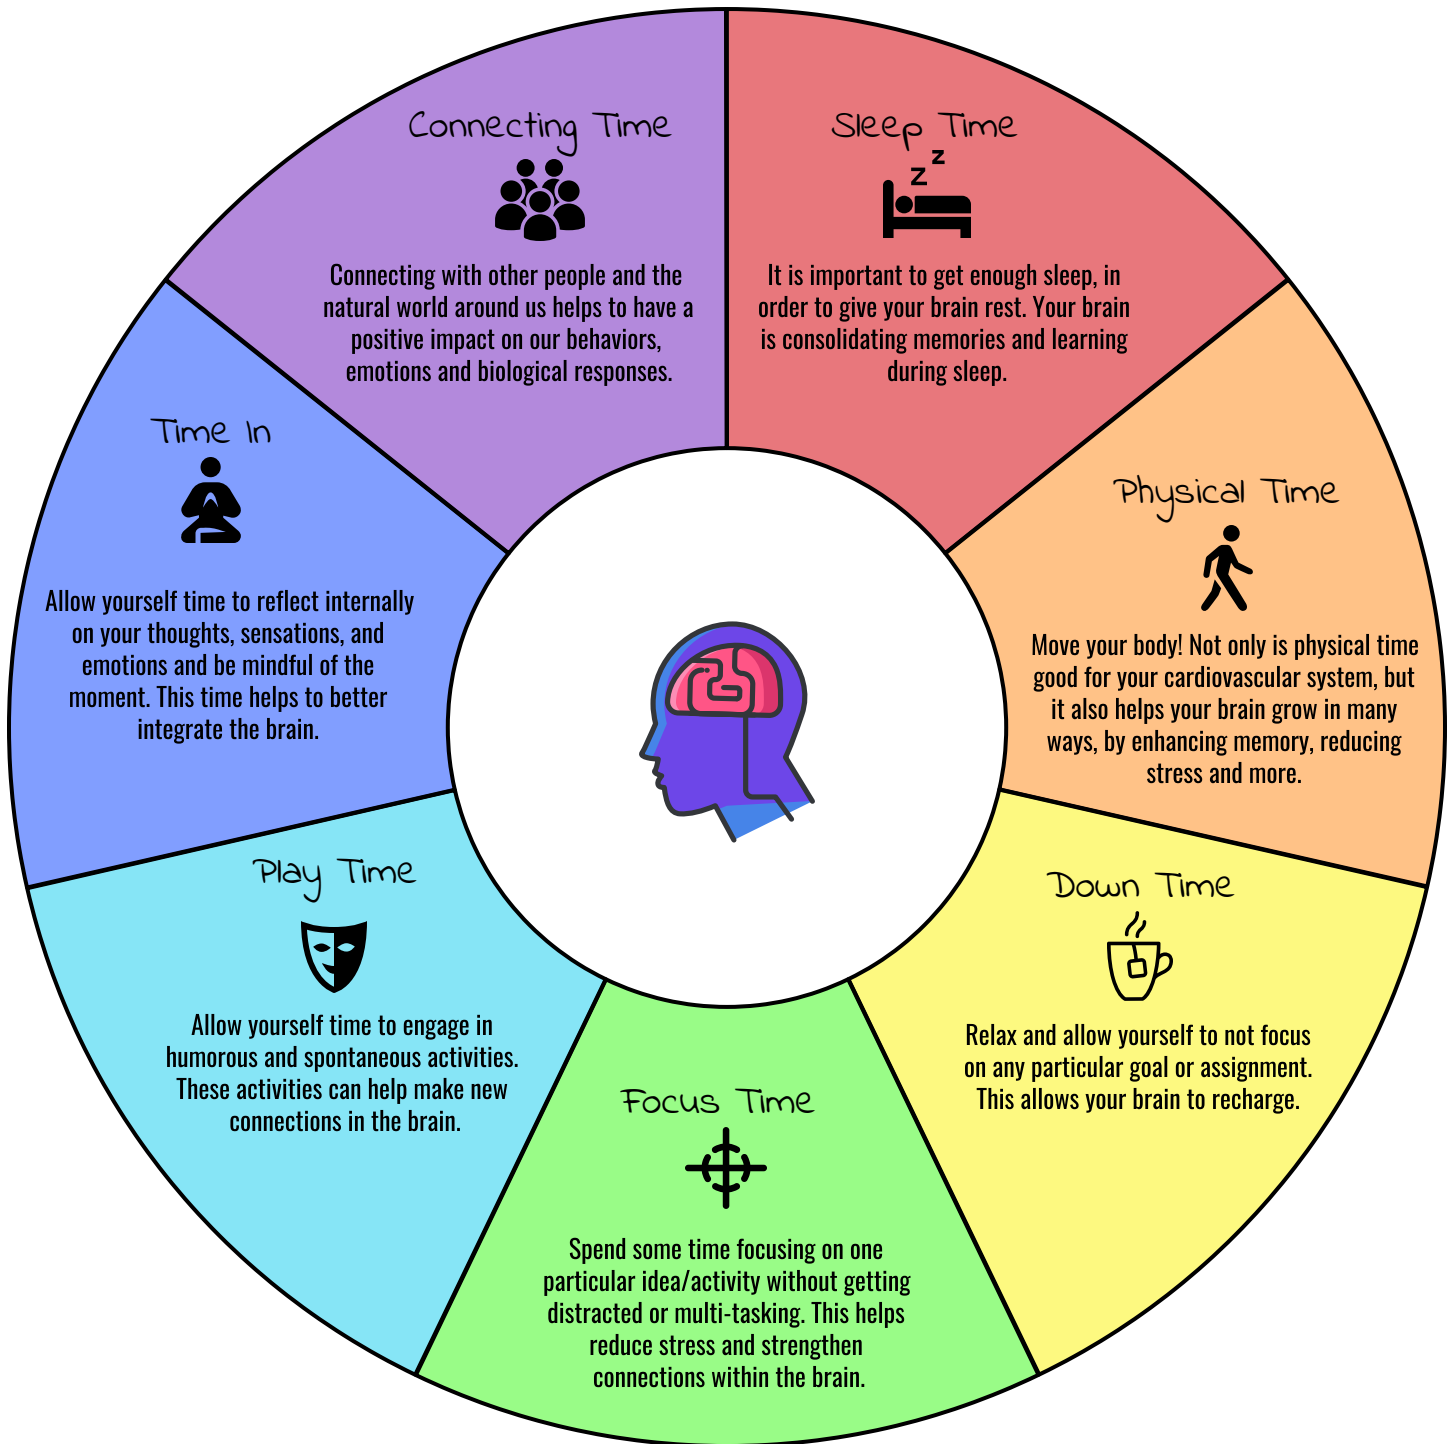 Connecting Time
Connecting with other people and the
natural world around us helps to have a
positive impact on our behaviors,
emotions and biological responses.
Sleep Time
z
z
It is important to get enough sleep, in
order to give your brain rest. Your brain
is consolidating memories and learning
during sleep.
Physical Time
Move your body! Not only is physical time
good for your cardiovascular system, but
it also helps your brain grow in many
ways, by enhancing memory, reducing
stress and more.
Down Time
Relax and allow yourself to not focus
on any particular goal or assignment.
This allows your brain to recharge.
Focus Time
Spend some time focusing on one
particular idea/activity without getting
distracted or multi-tasking. This helps
reduce stress and strengthen
connections within the brain.
Play Time
Allow yourself time to engage in
humorous and spontaneous activities.
These activities can help make new
connections in the brain.
Time In
Allow yourself time to reflect internally
on your thoughts, sensations, and
emotions and be mindful of the
moment. This time helps to better
integrate the brain.